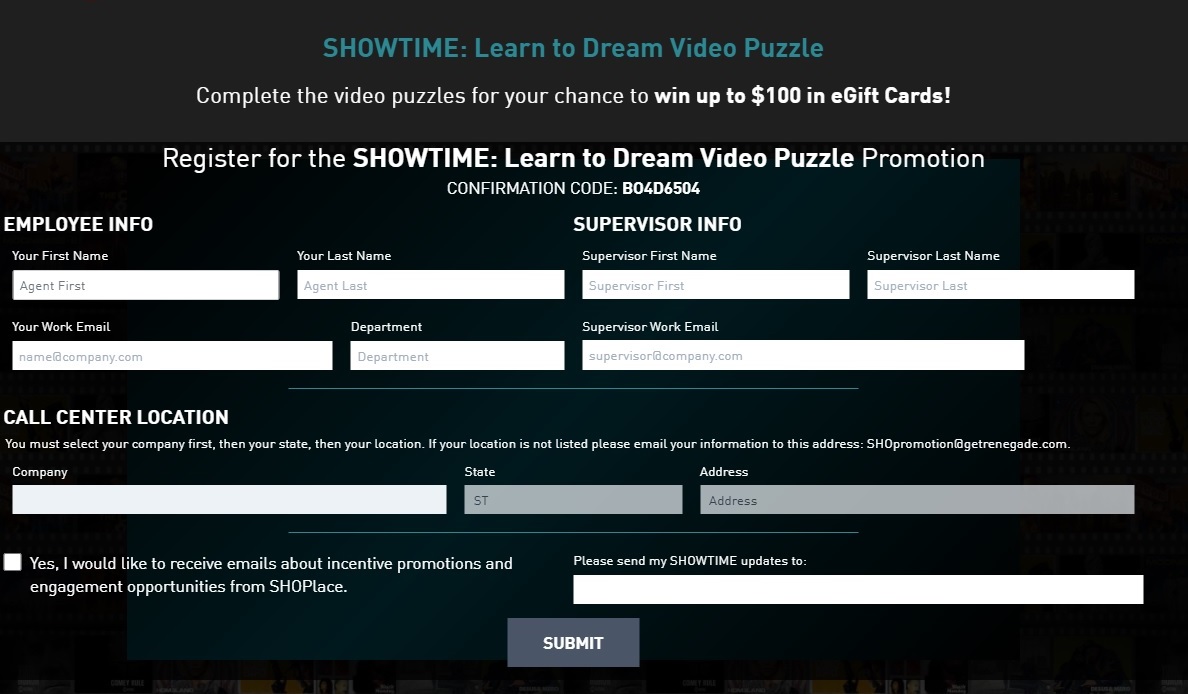 SHOWTIME: Learn to Dream Video Puzzle
Complete the video puzzles for your chance to win up to $100 in eGift Cards!
Register for the SHOWTIME: Learn to Dream Video Puzzle Promotion
CONFIRMATION CODE: BO4D6504
EMPLOYEE INFO
SUPERVISOR INFO
Your First Name
Your Last Name
Supervisor First Name
Supervisor Last Name
Agent First
Agent Last
Supervisor First
Supervisor Last
Your Work Email
Department
Supervisor Work Email
name@company.com
Department
supervisor@company.com
CALL CENTER LOCATION
You must select your company first, then your state, then your location. If your location is not listed please email your information to this address: SHOpromotion@getrenegade.com.
Company
State
Address
ST
Address
Yes, I would like to receive emails about incentive promotions and
engagement opportunities from SHOPlace.
Please send my SHOWTIME updates to:
SUBMIT